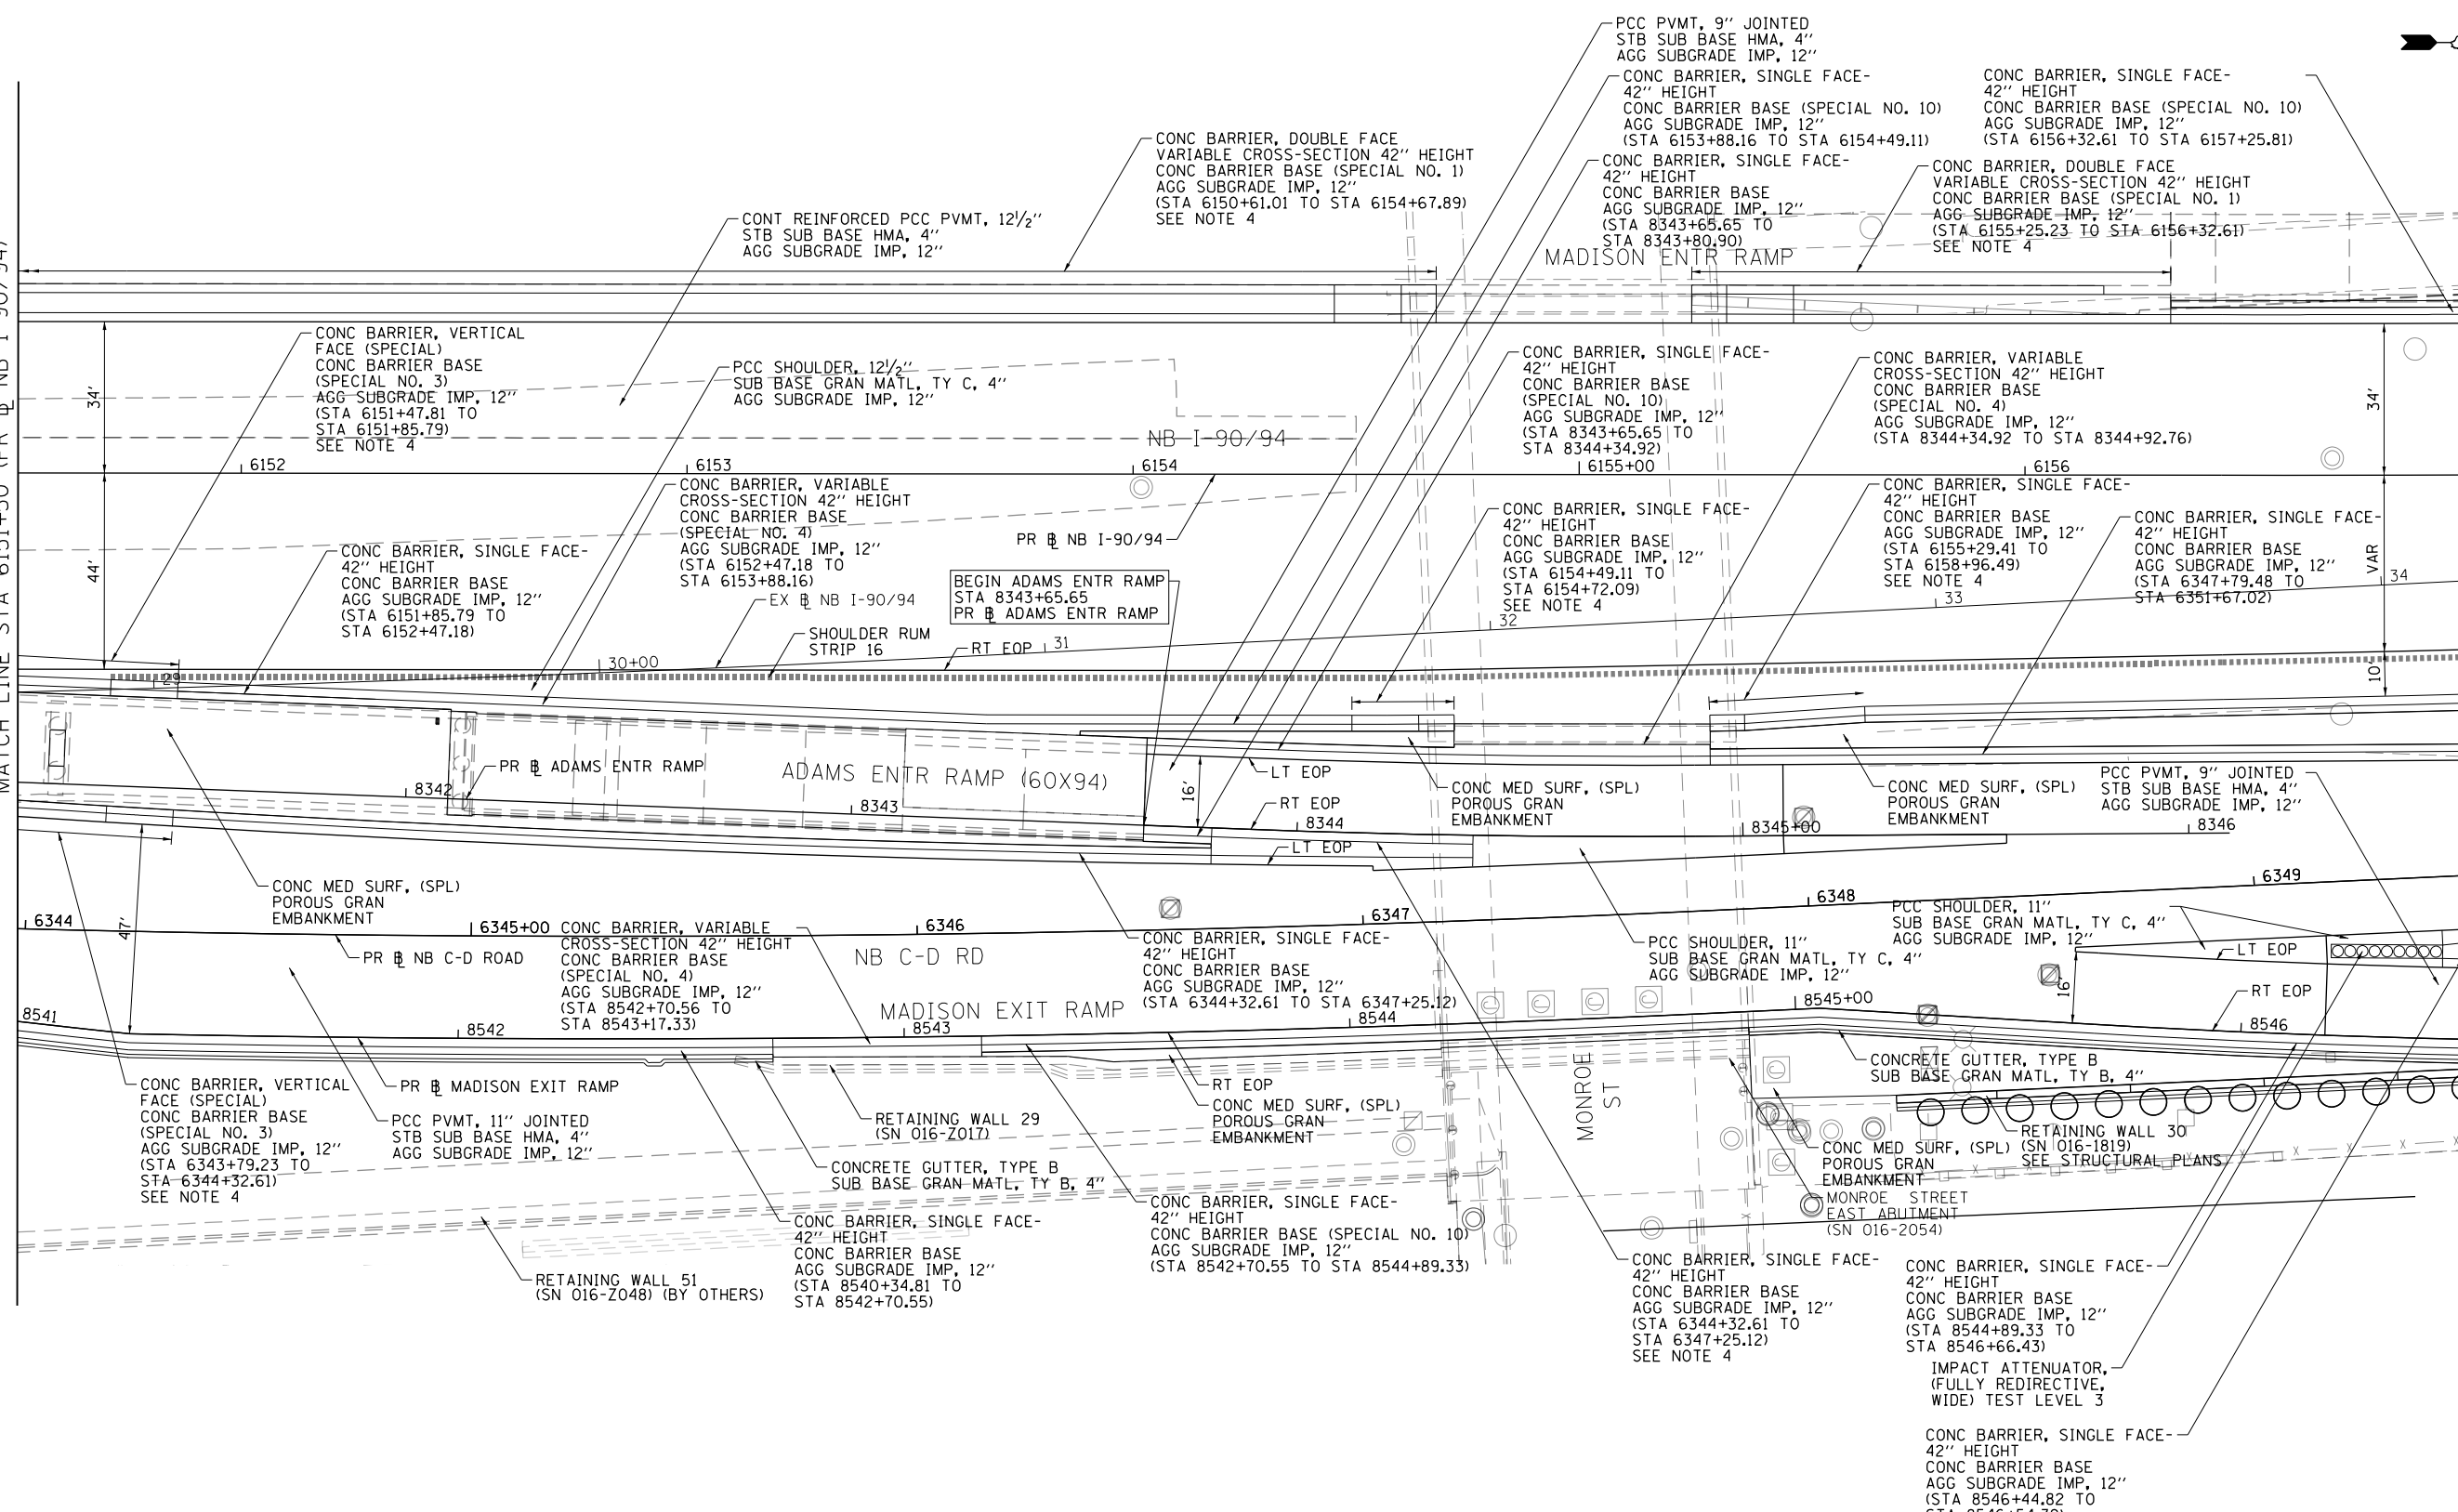 PCC PVMT, 9'' JOINTED
STB SUB BASE HMA, 4''
AGG SUBGRADE IMP, 12''
CONC BARRIER, SINGLE FACE-
42'' HEIGHT
CONC BARRIER BASE (SPECIAL NO. 10)
AGG SUBGRADE IMP, 12''
(STA 6153+88.16 TO STA 6154+49.11)
CONC BARRIER, SINGLE FACE-
42'' HEIGHT
CONC BARRIER BASE (SPECIAL NO. 10)
AGG SUBGRADE IMP, 12''
(STA 6156+32.61 TO STA 6157+25.81)
CONC BARRIER, DOUBLE FACE
VARIABLE CROSS-SECTION 42'' HEIGHT
CONC BARRIER BASE (SPECIAL NO. 1)
AGG SUBGRADE IMP, 12''
(STA 6150+61.01 TO STA 6154+67.89)
SEE NOTE 4
CONC BARRIER, SINGLE FACE-
42'' HEIGHT
CONC BARRIER BASE
AGG SUBGRADE IMP, 12''
(STA 8343+65.65 TO
STA 8343+80.90)
CONC BARRIER, DOUBLE FACE
VARIABLE CROSS-SECTION 42'' HEIGHT
CONC BARRIER BASE (SPECIAL NO. 1)
AGG SUBGRADE IMP, 12''
(STA 6155+25.23 TO STA 6156+32.61)
SEE NOTE 4
CONT REINFORCED PCC PVMT, 12½''
STB SUB BASE HMA, 4''
AGG SUBGRADE IMP, 12''
MADISON ENTR RAMP
MATCH LINE STA 6151+50 (PR ℄ NB I-90/94)
34'
CONC BARRIER, VERTICAL
FACE (SPECIAL)
CONC BARRIER BASE
(SPECIAL NO. 3)
AGG SUBGRADE IMP, 12''
(STA 6151+47.81 TO
STA 6151+85.79)
SEE NOTE 4
PCC SHOULDER, 12½''
SUB BASE GRAN MATL, TY C, 4''
AGG SUBGRADE IMP, 12''
CONC BARRIER, SINGLE FACE-
42'' HEIGHT
CONC BARRIER BASE
(SPECIAL NO. 10)
AGG SUBGRADE IMP, 12''
(STA 8343+65.65 TO
STA 8344+34.92)
CONC BARRIER, VARIABLE
CROSS-SECTION 42'' HEIGHT
CONC BARRIER BASE
(SPECIAL NO. 4)
AGG SUBGRADE IMP, 12''
(STA 8344+34.92 TO STA 8344+92.76)
34'
NB I-90/94
6152
6153
6154
6155+00
6156
44'
CONC BARRIER, SINGLE FACE-
42'' HEIGHT
CONC BARRIER BASE
AGG SUBGRADE IMP, 12''
(STA 6151+85.79 TO
STA 6152+47.18)
CONC BARRIER, VARIABLE
CROSS-SECTION 42'' HEIGHT
CONC BARRIER BASE
(SPECIAL NO. 4)
AGG SUBGRADE IMP, 12''
(STA 6152+47.18 TO
STA 6153+88.16)
PR ℄ NB I-90/94
BEGIN ADAMS ENTR RAMP
STA 8343+65.65
PR ℄ ADAMS ENTR RAMP
CONC BARRIER, SINGLE FACE-
42'' HEIGHT
CONC BARRIER BASE
AGG SUBGRADE IMP, 12''
(STA 6154+49.11 TO
STA 6154+72.09)
SEE NOTE 4
CONC BARRIER, SINGLE FACE-
42'' HEIGHT
CONC BARRIER BASE
AGG SUBGRADE IMP, 12''
(STA 6155+29.41 TO
STA 6158+96.49)
SEE NOTE 4
CONC BARRIER, SINGLE FACE-
42'' HEIGHT
CONC BARRIER BASE
AGG SUBGRADE IMP, 12''
(STA 6347+79.48 TO
STA 6351+67.02)
VAR
EX ℄ NB I-90/94
SHOULDER RUM
STRIP 16
RT EOP
29
30+00
31
32
33
34
10'
PR ℄ ADAMS ENTR RAMP
ADAMS ENTR RAMP (60X94)
16'
LT EOP
RT EOP
LT EOP
CONC MED SURF, (SPL)
POROUS GRAN
EMBANKMENT
CONC MED SURF, (SPL)
POROUS GRAN
EMBANKMENT
PCC PVMT, 9'' JOINTED
STB SUB BASE HMA, 4''
AGG SUBGRADE IMP, 12''
8342
8343
8344
8345+00
8346
CONC MED SURF, (SPL)
POROUS GRAN
EMBANKMENT
47'
6344
6345+00
6346
6347
6348
6349
PR ℄ NB C-D ROAD
CONC BARRIER, VARIABLE
CROSS-SECTION 42'' HEIGHT
CONC BARRIER BASE
(SPECIAL NO. 4)
AGG SUBGRADE IMP, 12''
(STA 8542+70.56 TO
STA 8543+17.33)
NB C-D RD
CONC BARRIER, SINGLE FACE-
42'' HEIGHT
CONC BARRIER BASE
AGG SUBGRADE IMP, 12''
(STA 6344+32.61 TO STA 6347+25.12)
PCC SHOULDER, 11''
SUB BASE GRAN MATL, TY C, 4''
AGG SUBGRADE IMP, 12''
PCC SHOULDER, 11''
SUB BASE GRAN MATL, TY C, 4''
AGG SUBGRADE IMP, 12''
LT EOP
16'
RT EOP
MADISON EXIT RAMP
8541
8542
8543
8544
8545+00
8546
CONC BARRIER, VERTICAL
FACE (SPECIAL)
CONC BARRIER BASE
(SPECIAL NO. 3)
AGG SUBGRADE IMP, 12''
(STA 6343+79.23 TO
STA 6344+32.61)
SEE NOTE 4
PR ℄ MADISON EXIT RAMP
PCC PVMT, 11'' JOINTED
STB SUB BASE HMA, 4''
AGG SUBGRADE IMP, 12''
RETAINING WALL 29
(SN 016-Z017)
CONCRETE GUTTER, TYPE B
SUB BASE GRAN MATL, TY B, 4''
RT EOP
CONC MED SURF, (SPL)
POROUS GRAN
EMBANKMENT
MONROE
ST
CONCRETE GUTTER, TYPE B
SUB BASE GRAN MATL, TY B, 4''
CONC MED SURF, (SPL)
POROUS GRAN
EMBANKMENT
RETAINING WALL 30
(SN 016-1819)
SEE STRUCTURAL PLANS
MONROE STREET
EAST ABUTMENT
(SN 016-2054)
RETAINING WALL 51
(SN 016-Z048) (BY OTHERS)
CONC BARRIER, SINGLE FACE-
42'' HEIGHT
CONC BARRIER BASE
AGG SUBGRADE IMP, 12''
(STA 8540+34.81 TO
STA 8542+70.55)
CONC BARRIER, SINGLE FACE-
42'' HEIGHT
CONC BARRIER BASE (SPECIAL NO. 10)
AGG SUBGRADE IMP, 12''
(STA 8542+70.55 TO STA 8544+89.33)
CONC BARRIER, SINGLE FACE-
42'' HEIGHT
CONC BARRIER BASE
AGG SUBGRADE IMP, 12''
(STA 6344+32.61 TO
STA 6347+25.12)
SEE NOTE 4
CONC BARRIER, SINGLE FACE-
42'' HEIGHT
CONC BARRIER BASE
AGG SUBGRADE IMP, 12''
(STA 8544+89.33 TO
STA 8546+66.43)
IMPACT ATTENUATOR,
(FULLY REDIRECTIVE,
WIDE) TEST LEVEL 3
CONC BARRIER, SINGLE FACE-
42'' HEIGHT
CONC BARRIER BASE
AGG SUBGRADE IMP, 12''
(STA 8546+44.82 TO